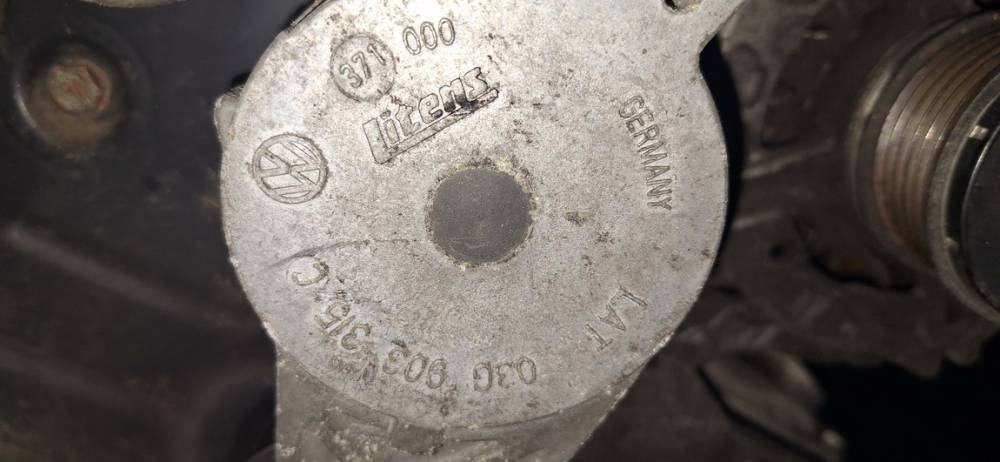 371 000
Litens
GERMANY
LAT
03G 903 315 C